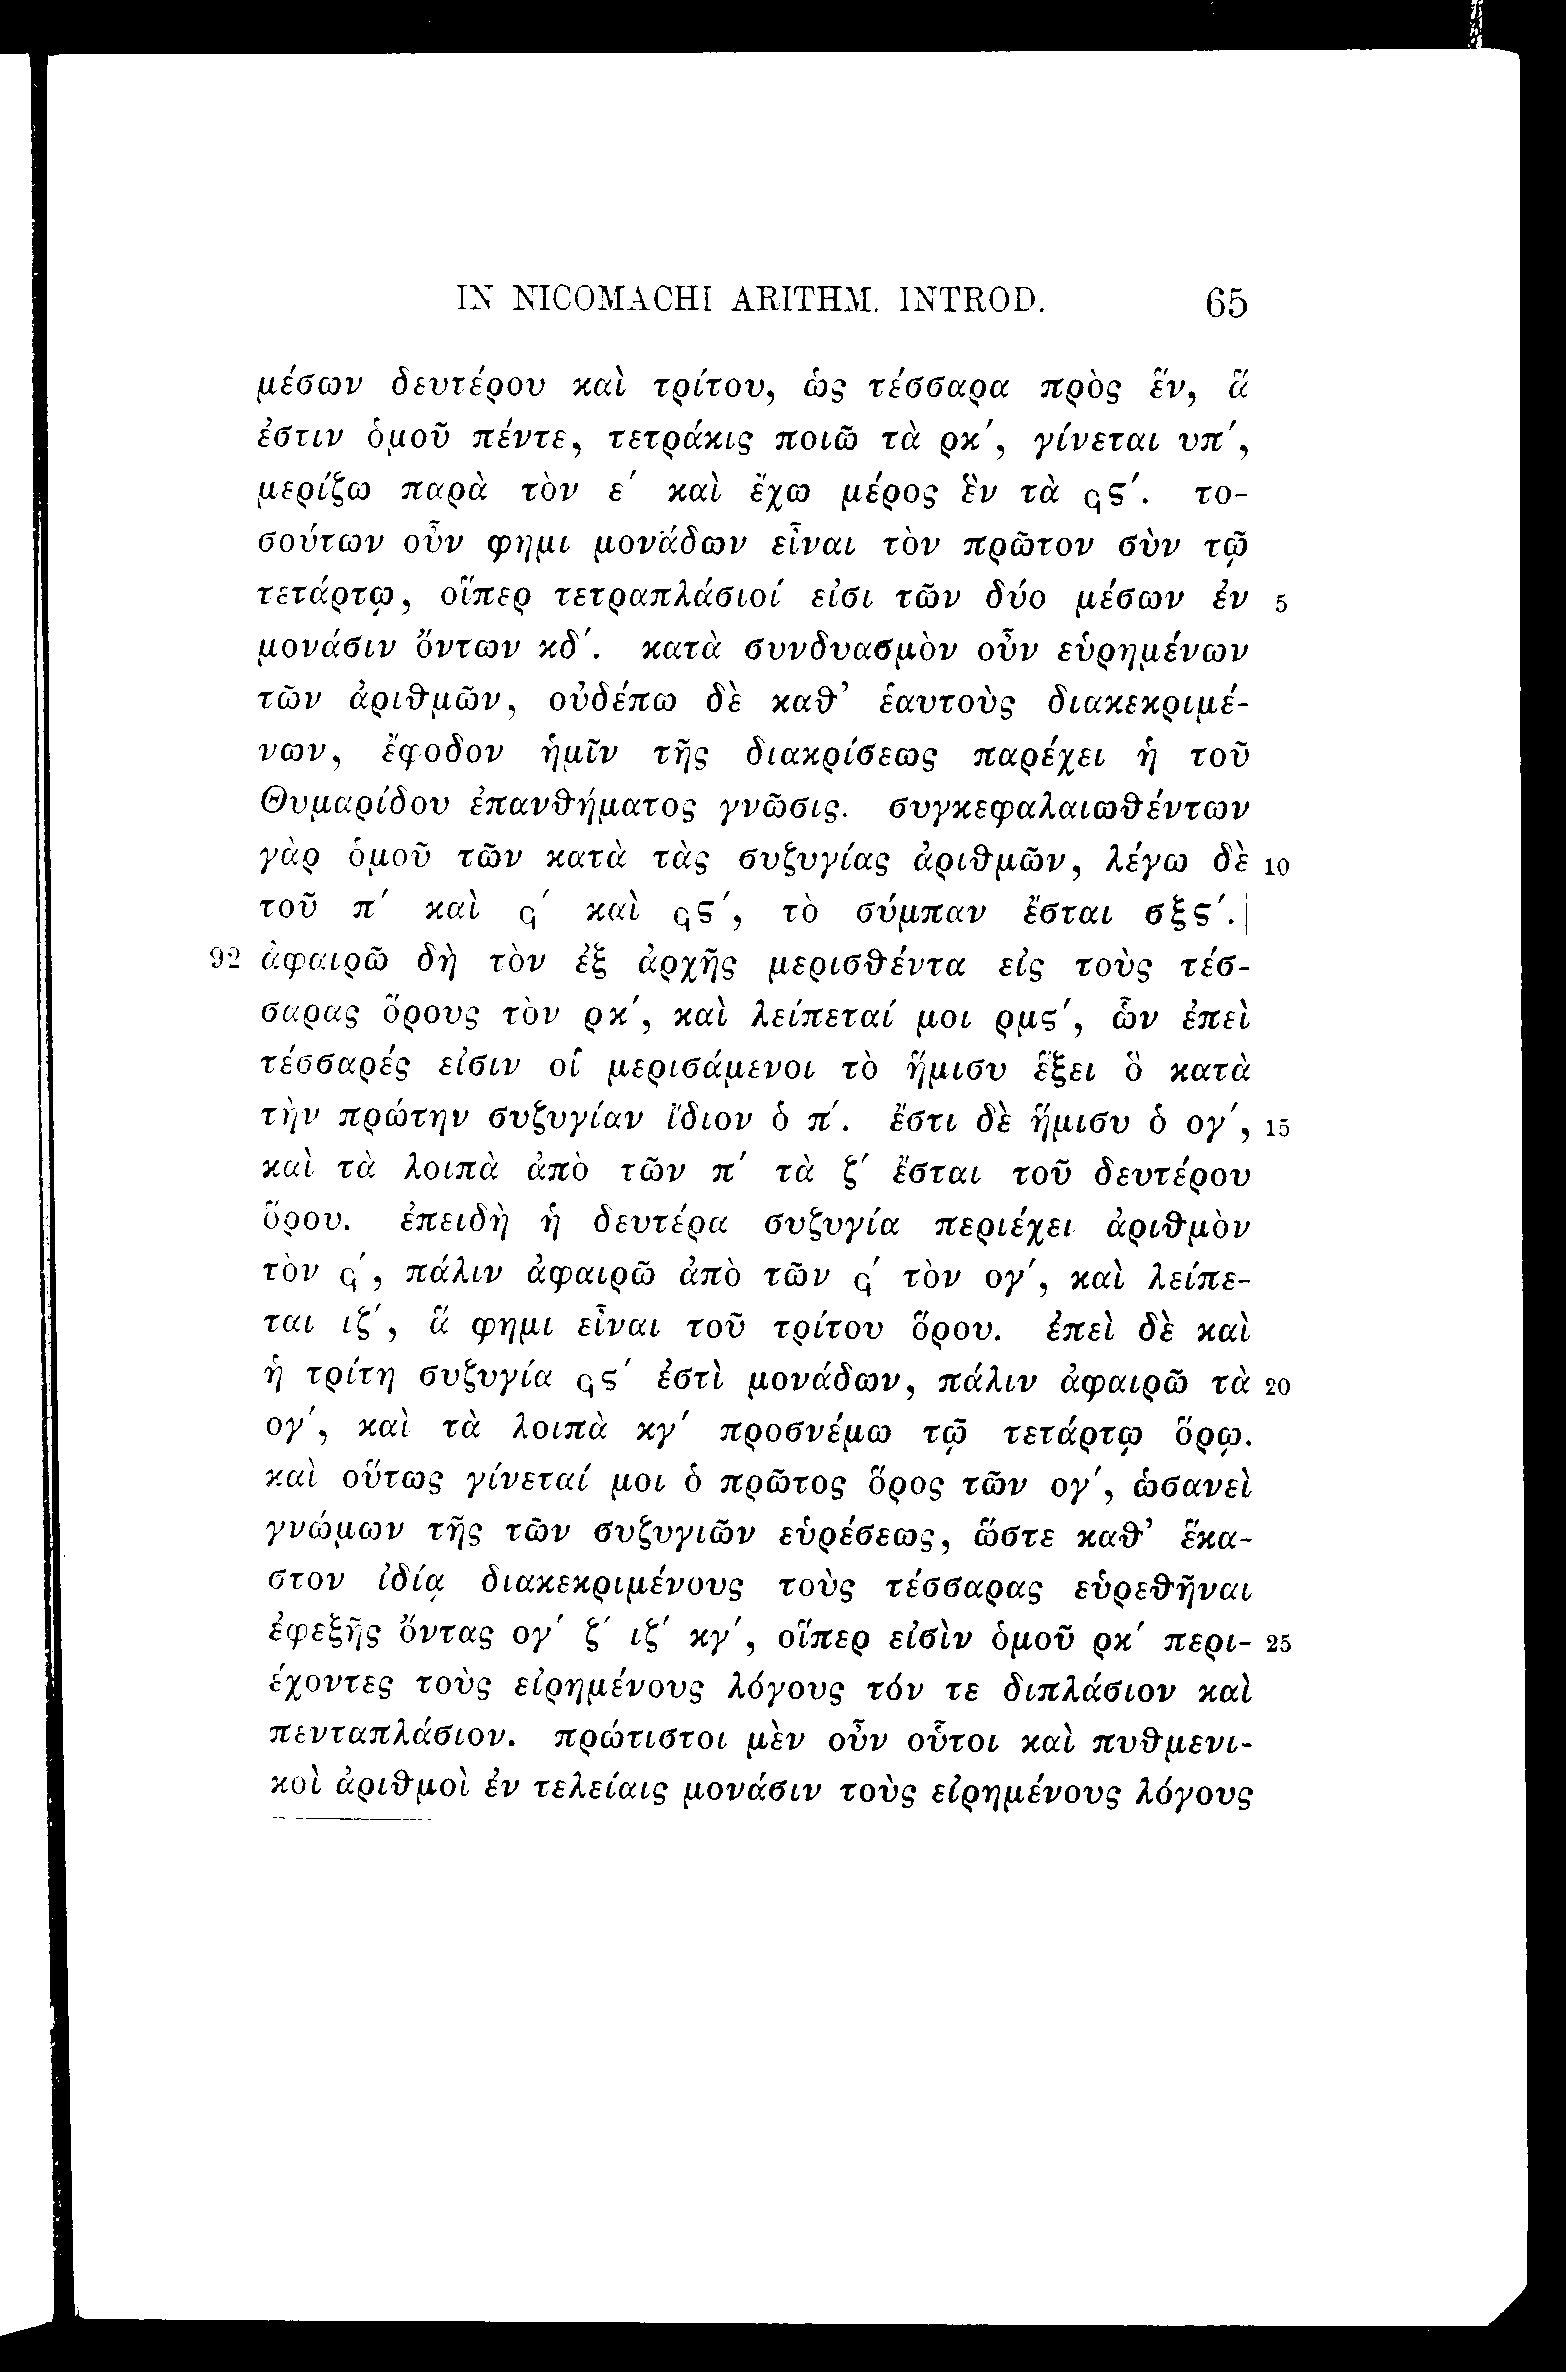 IN NICOMACHI ARITHM. INTROD. 65
μέσων δευτέρου καὶ τρίτου, ὡς τέσσαρα πρὸς ἕν, ἅ
ἐστιν ὁμοῦ πέντε, τετράκις ποιῶ τὰ ρκ′, γίνεται υπ′,
μερίζω παρὰ τὸν ε′ καὶ ἔχω μέρος ἓν τὰ ϙϛ′. το-
σούτων οὖν φημι μονάδων εἶναι τὸν πρῶτον σὺν τῷ
τετάρτῳ, οἵπερ τετραπλάσιοί εἰσι τῶν δύο μέσων ἐν 5
μονάσιν ὄντων κδ′. κατὰ συνδυασμὸν οὖν εὑρημένων
τῶν ἀριθμῶν, οὐδέπω δὲ καθ’ ἑαυτοὺς διακεκριμέ-
νων, ἔφοδον ἡμῖν τῆς διακρίσεως παρέχει ἡ τοῦ
Θυμαρίδου ἐπανθήματος γνῶσις. συγκεφαλαιωθέντων
γὰρ ὁμοῦ τῶν κατὰ τὰς συζυγίας ἀριθμῶν, λέγω δὲ 10
τοῦ π′ καὶ ϙ′ καὶ ϙϛ′, τὸ σύμπαν ἔσται σξϛ′.|
92 ἀφαιρῶ δὴ τὸν ἐξ ἀρχῆς μερισθέντα εἰς τοὺς τέσ-
σαρας ὅρους τὸν ρκ′, καὶ λείπεταί μοι ρμϛ′, ὧν ἐπεὶ
τέσσαρές εἰσιν οἱ μερισάμενοι τὸ ἥμισυ ἕξει ὃ κατὰ
τὴν πρώτην συζυγίαν ἴδιον ὁ π′. ἔστι δὲ ἥμισυ ὁ ογ′, 15
καὶ τὰ λοιπὰ ἀπὸ τῶν π′ τὰ ζ′ ἔσται τοῦ δευτέρου
ὅρου. ἐπειδὴ ἡ δευτέρα συζυγία περιέχει ἀριθμὸν
τὸν ϙ′, πάλιν ἀφαιρῶ ἀπὸ τῶν ϙ′ τὸν ογ′, καὶ λείπε-
ται ιζ′, ἅ φημι εἶναι τοῦ τρίτου ὅρου. ἐπεὶ δὲ καὶ
ἡ τρίτη συζυγία ϙϛ′ ἐστὶ μονάδων, πάλιν ἀφαιρῶ τὰ 20
ογ′, καὶ τὰ λοιπὰ κγ′ προσνέμω τῷ τετάρτῳ ὅρῳ.
καὶ οὕτως γίνεταί μοι ὁ πρῶτος ὅρος τῶν ογ′, ὡσανεὶ
γνώμων τῆς τῶν συζυγιῶν εὑρέσεως, ὥστε καθ’ ἕκα-
στον ἰδίᾳ διακεκριμένους τοὺς τέσσαρας εὑρεθῆναι
ἐφεξῆς ὄντας ογ′ ζ′ ιζ′ κγ′, οἵπερ εἰσὶν ὁμοῦ ρκ′ περι- 25
έχοντες τοὺς εἰρημένους λόγους τόν τε διπλάσιον καὶ
πενταπλάσιον. πρώτιστοι μὲν οὖν οὗτοι καὶ πυθμενι-
κοὶ ἀριθμοὶ ἐν τελείαις μονάσιν τοὺς εἰρημένους λόγους